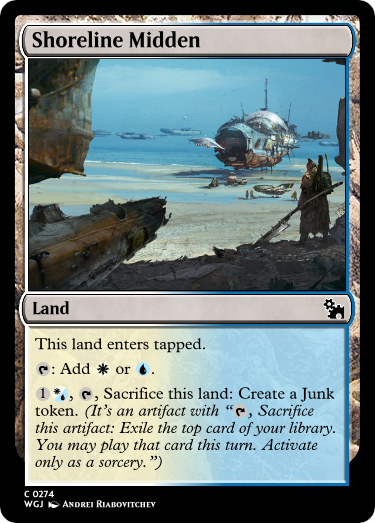 Shoreline Midden
Land
This land enters tapped.
: Add or .
1 , , Sacrifice this land: Create a Junk
token. (It's an artifact with “, Sacrifice
this artifact: Exile the top card of your library.
You may play that card this turn. Activate
only as a sorcery.”)
C 0274
WGJ Andrei Riabovitchev